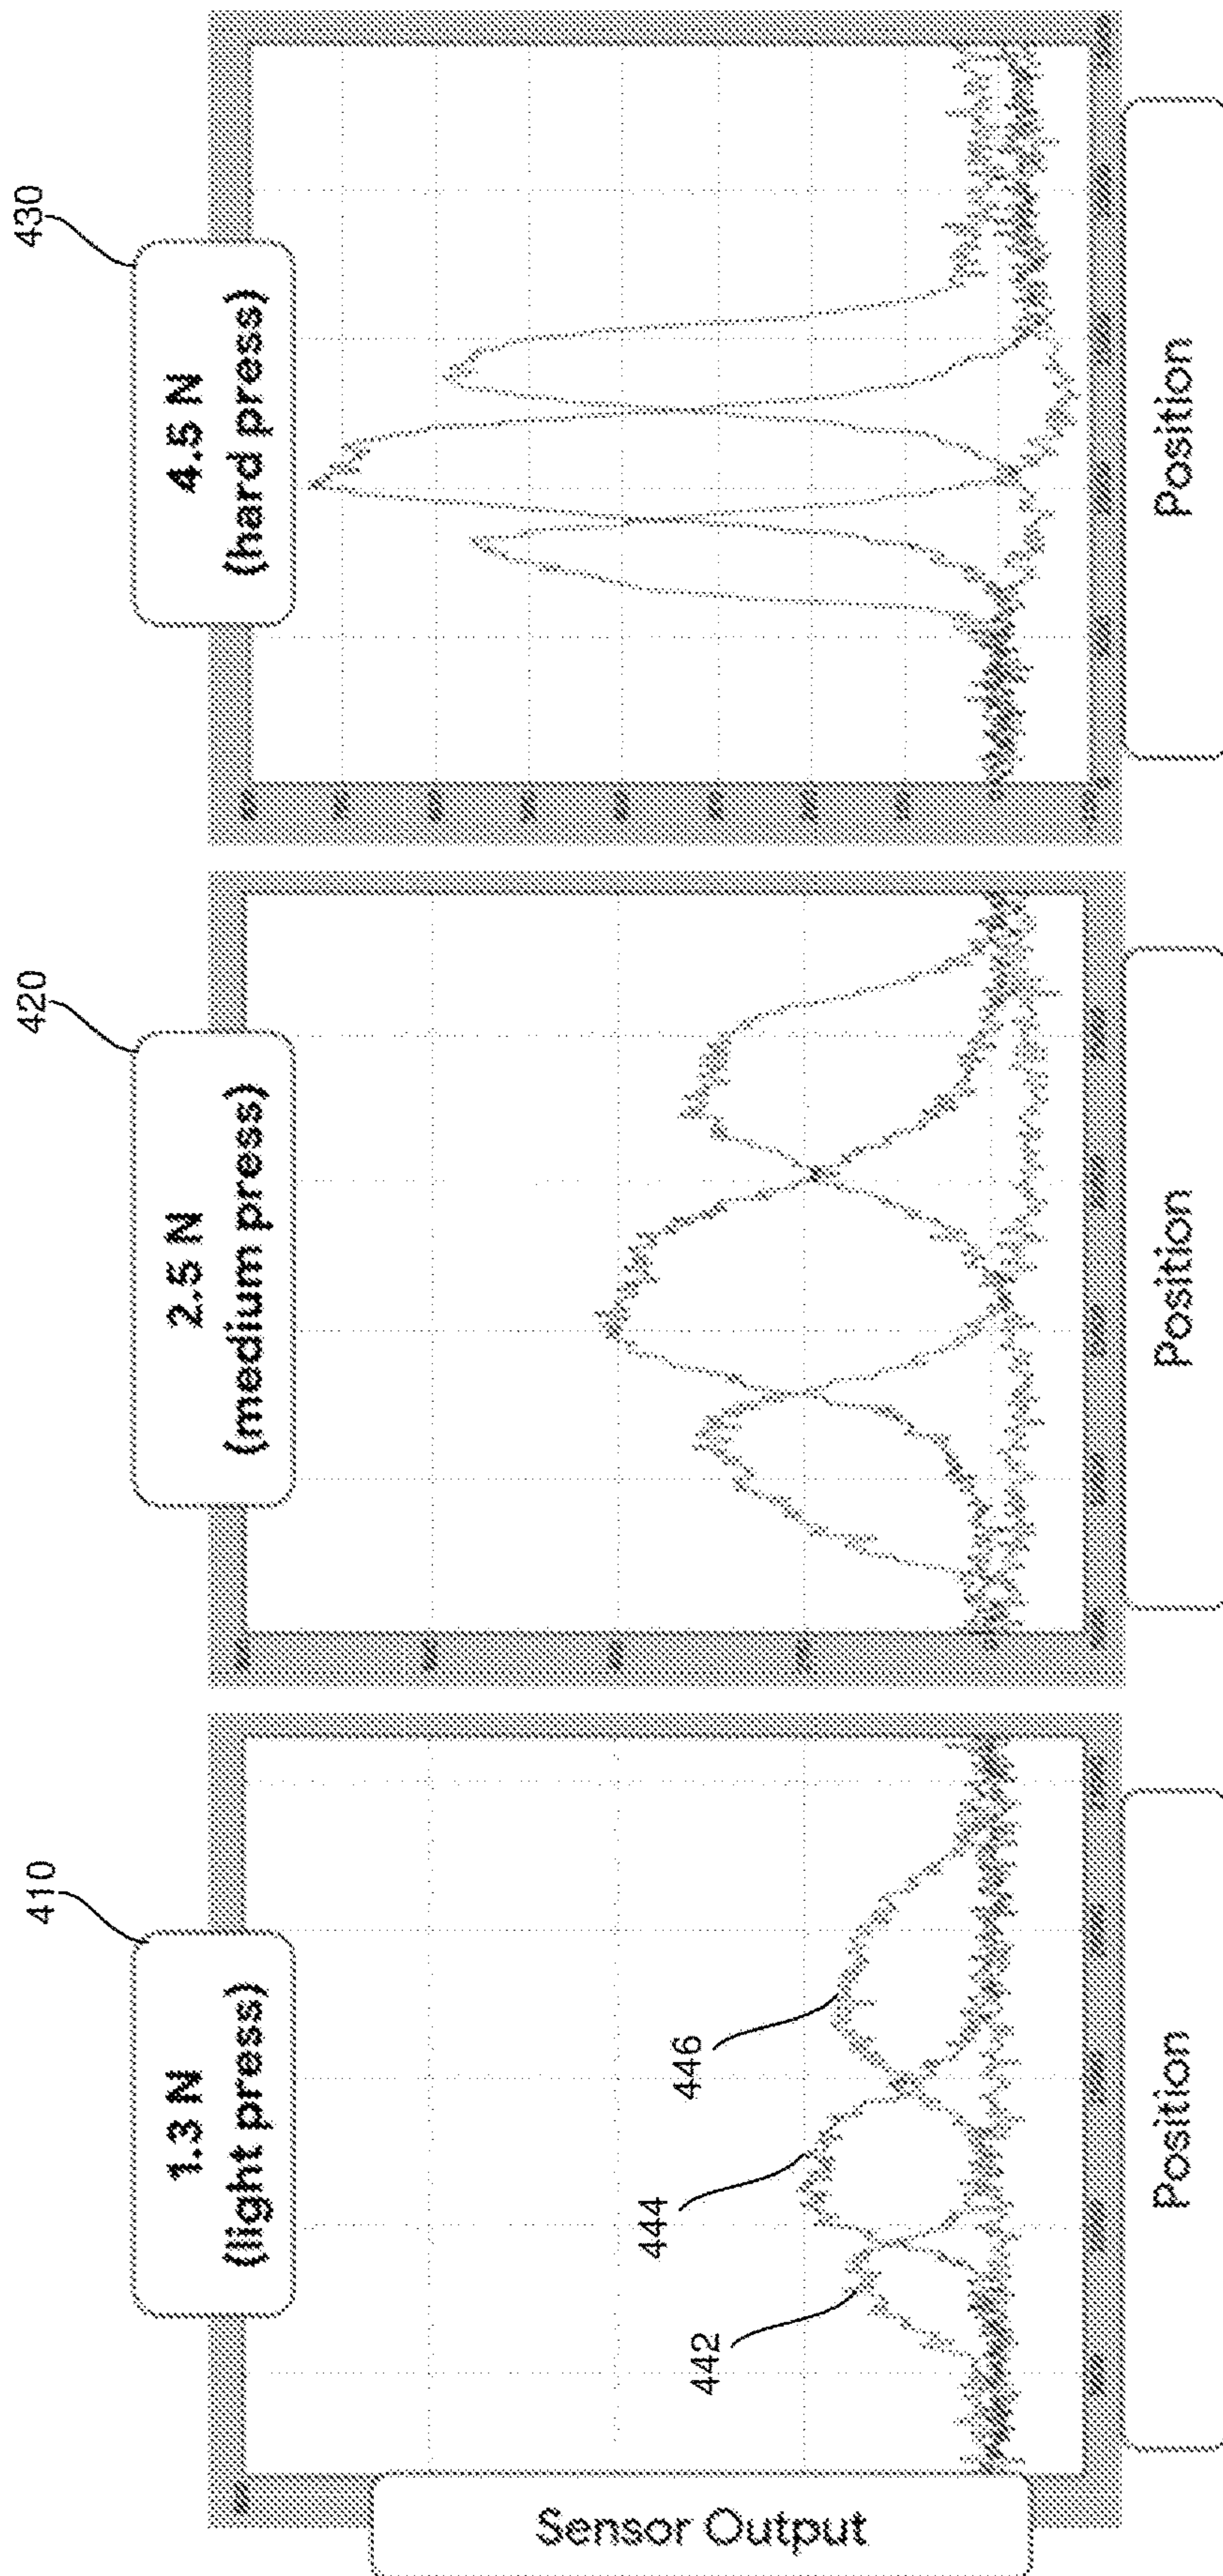 410
1.3 N
(light press)
420
2.5 N
(medium press)
430
4.5 N
(hard press)
Sensor Output
442
444
446
Position
Position
Position